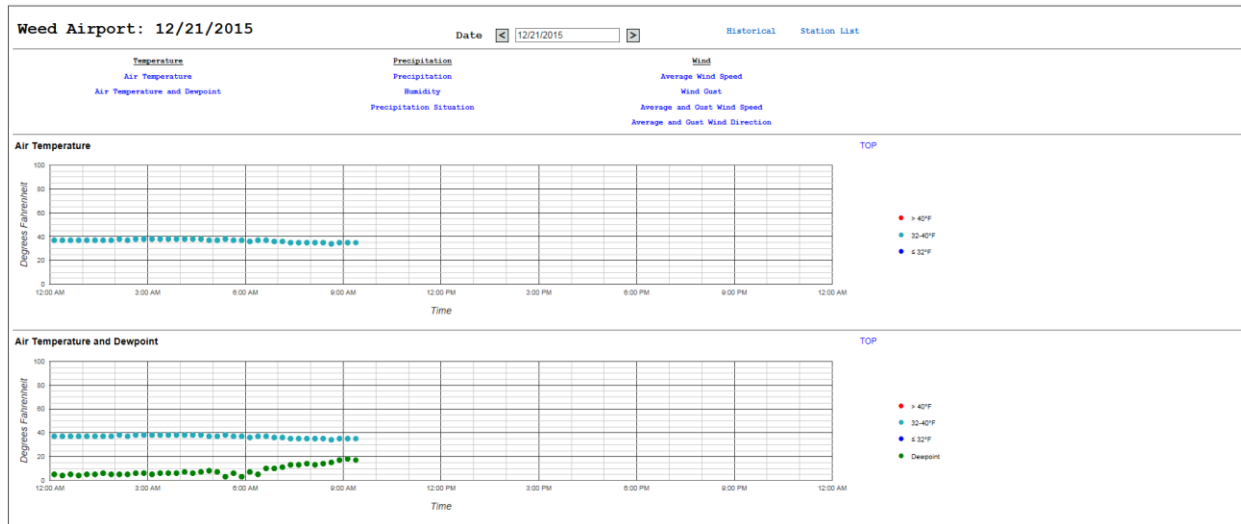 Weed Airport: 12/21/2015
Date < 12/21/2015 > Historical Station List
Temperature Precipitation Wind
Air Temperature Precipitation Average Wind Speed
Air Temperature and Dewpoint Humidity Wind Gust
Precipitation Situation Average and Gust Wind Speed
Average and Gust Wind Direction
Air Temperature TOP
Degrees Fahrenheit
100
80
60
40
20
0
12:00 AM 3:00 AM 6:00 AM 9:00 AM 12:00 PM 3:00 PM 6:00 PM 9:00 PM 12:00 AM
Time
> 40°F
32-40°F
≤ 32°F
Air Temperature and Dewpoint TOP
Degrees Fahrenheit
100
80
60
40
20
0
12:00 AM 3:00 AM 6:00 AM 9:00 AM 12:00 PM 3:00 PM 6:00 PM 9:00 PM 12:00 AM
Time
> 40°F
32-40°F
≤ 32°F
Dewpoint